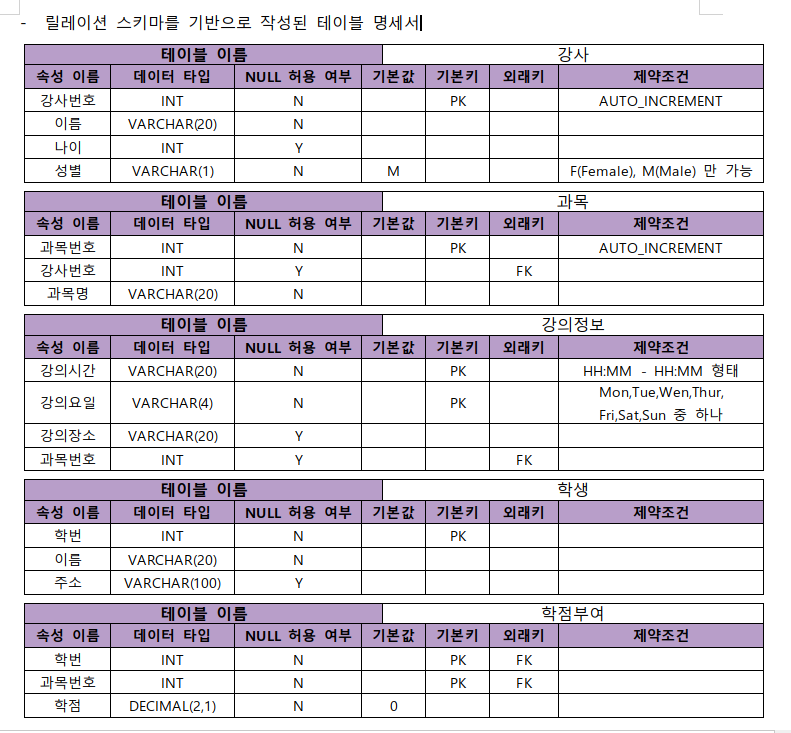 - 릴레이션 스키마를 기반으로 작성된 테이블 명세서
테이블 이름 강사
속성 이름 데이터 타입 NULL 허용 여부 기본값 기본키 외래키 제약조건
강사번호 INT N PK AUTO_INCREMENT
이름 VARCHAR(20) N
나이 INT Y
성별 VARCHAR(1) N M F(Female), M(Male) 만 가능
테이블 이름 과목
속성 이름 데이터 타입 NULL 허용 여부 기본값 기본키 외래키 제약조건
과목번호 INT N PK AUTO_INCREMENT
강사번호 INT Y FK
과목명 VARCHAR(20) N
테이블 이름 강의정보
속성 이름 데이터 타입 NULL 허용 여부 기본값 기본키 외래키 제약조건
강의시간 VARCHAR(20) N PK HH:MM - HH:MM 형태
강의요일 VARCHAR(4) N PK Mon,Tue,Wen,Thur,
Fri,Sat,Sun 중 하나
강의장소 VARCHAR(20) Y
과목번호 INT Y FK
테이블 이름 학생
속성 이름 데이터 타입 NULL 허용 여부 기본값 기본키 외래키 제약조건
학번 INT N PK
이름 VARCHAR(20) N
주소 VARCHAR(100) Y
테이블 이름 학점부여
속성 이름 데이터 타입 NULL 허용 여부 기본값 기본키 외래키 제약조건
학번 INT N PK FK
과목번호 INT N PK FK
학점 DECIMAL(2,1) N 0